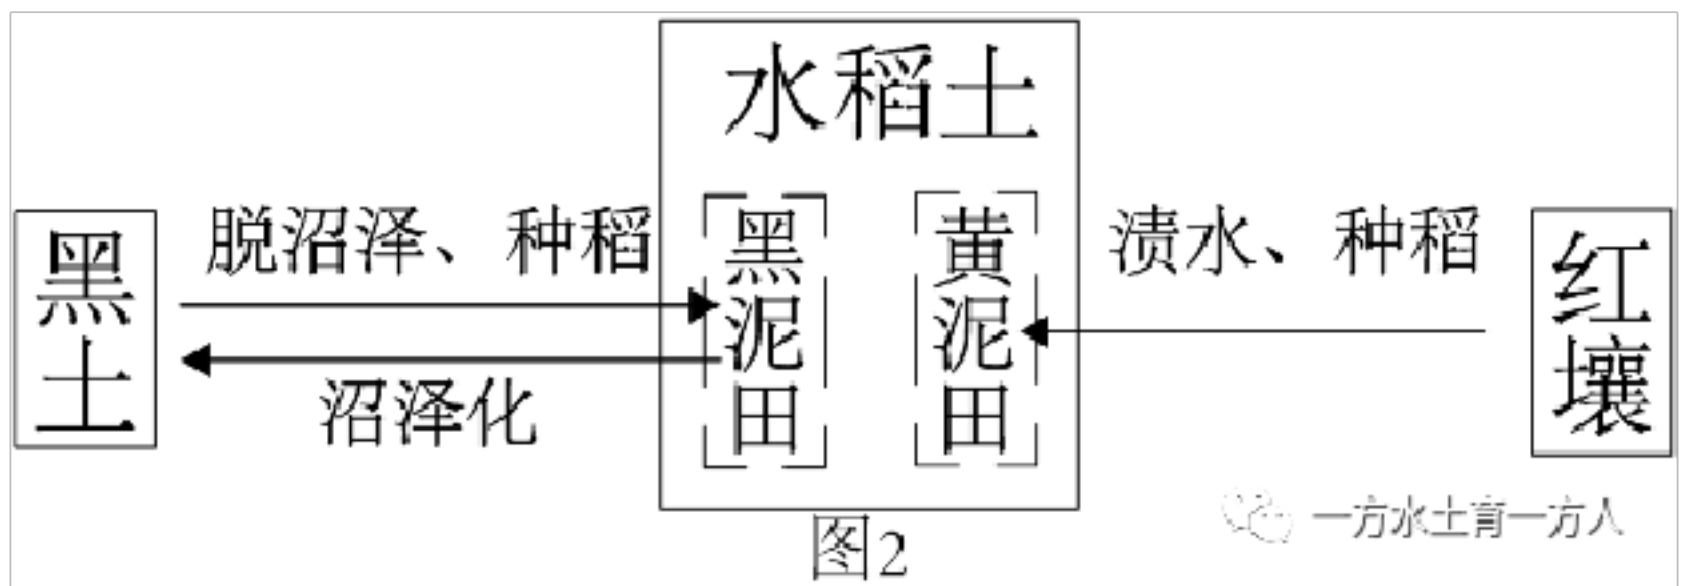 水稻土
黑土
脱沼泽、种稻
沼泽化
黑泥田
黄泥田
渍水、种稻
红壤
图2
一方水土育一方人